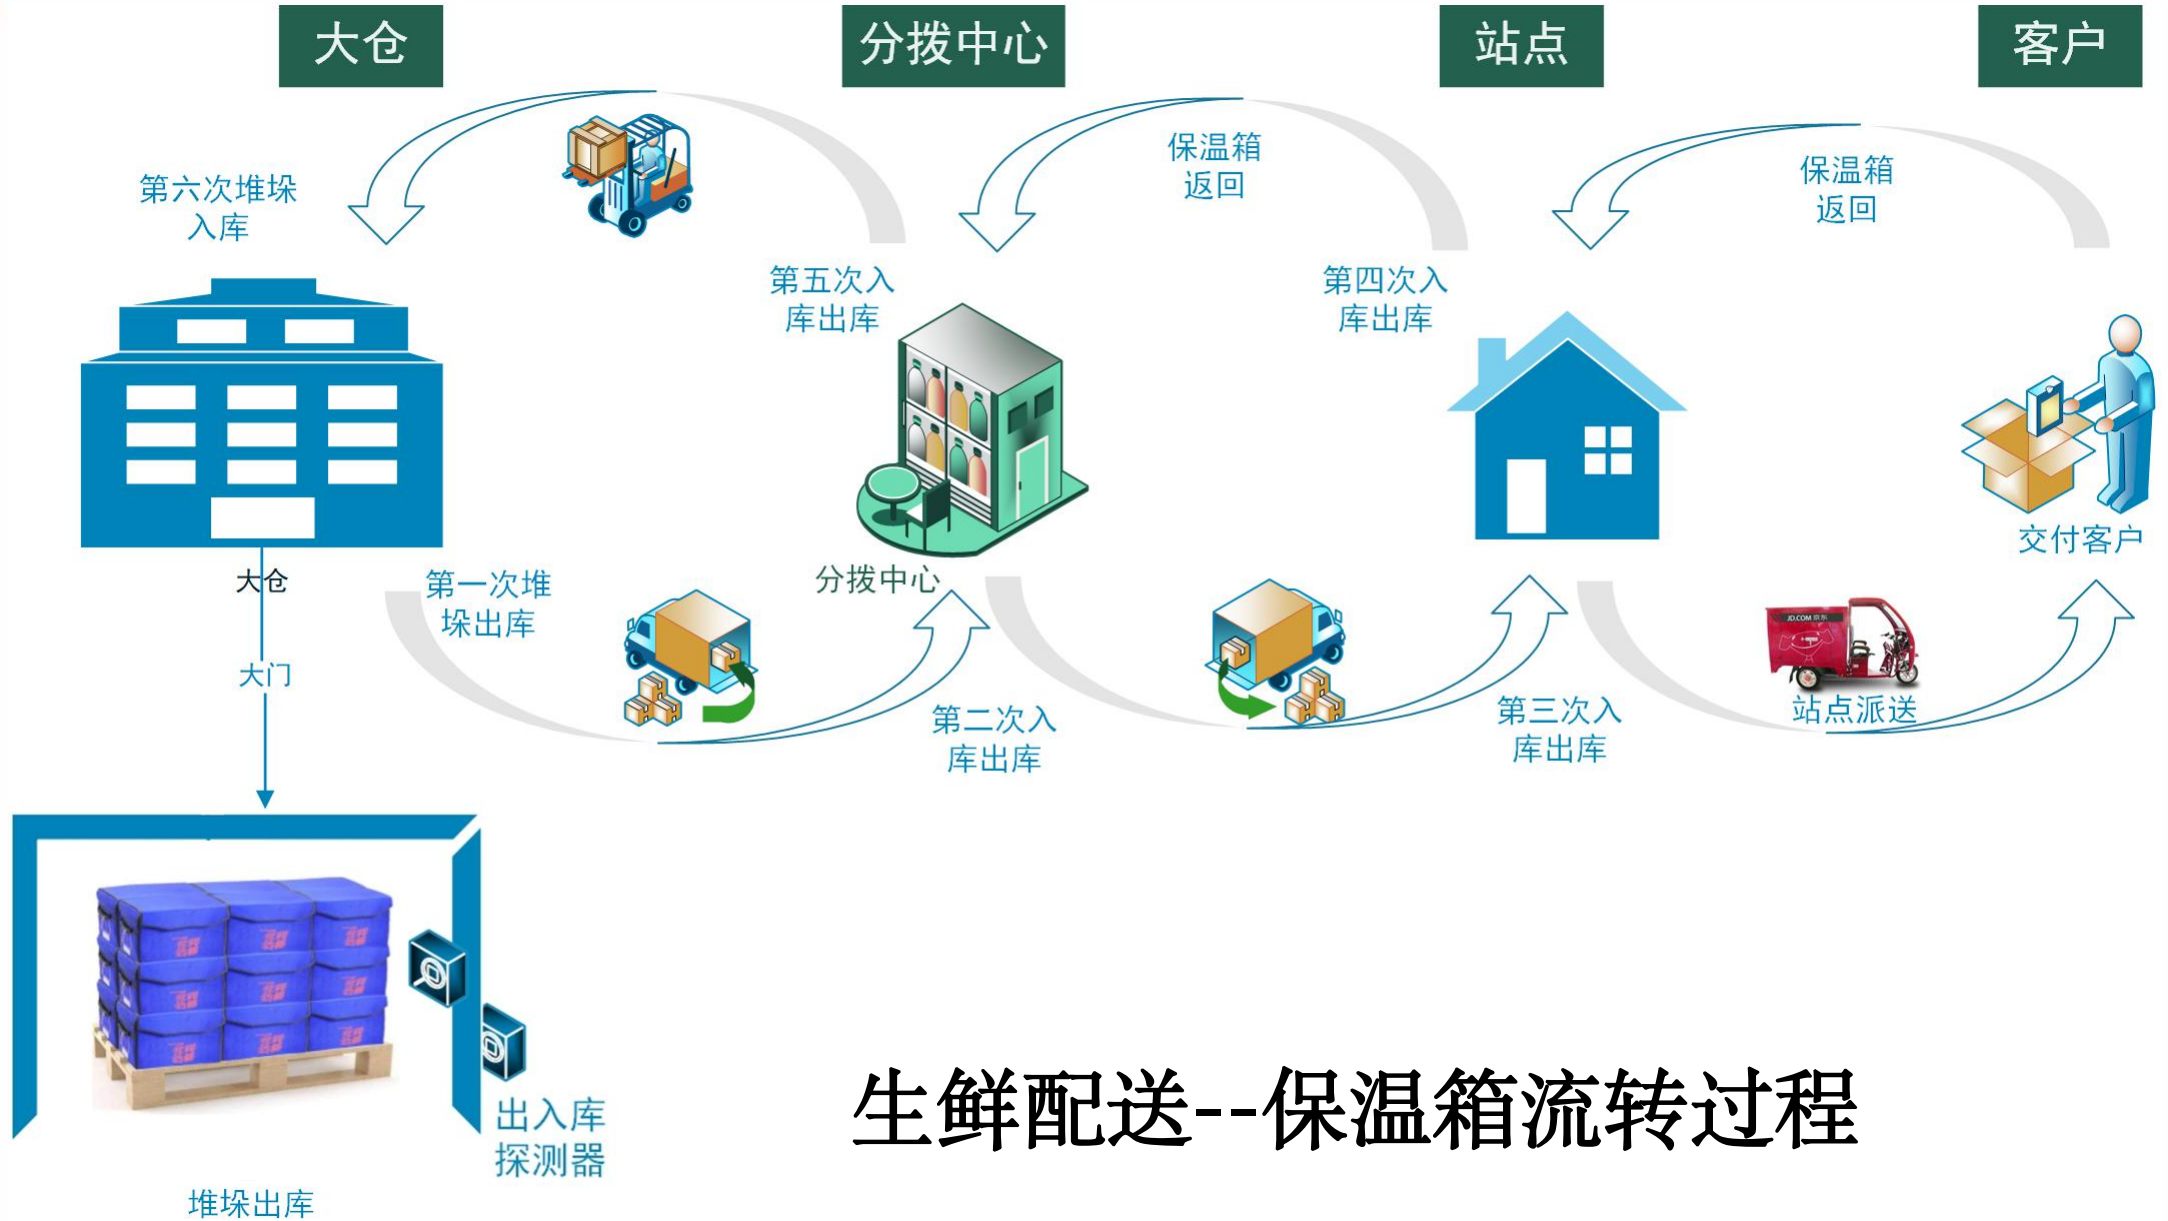 大仓
分拨中心
站点
客户
第六次堆垛
入库
保温箱
返回
保温箱
返回
第五次入
库出库
第四次入
库出库
交付客户
大仓
第一次堆
垛出库
分拨中心
大门
第二次入
库出库
第三次入
库出库
JD.COM 京东
站点派送
出入库
探测器
堆垛出库
生鲜配送--保温箱流转过程